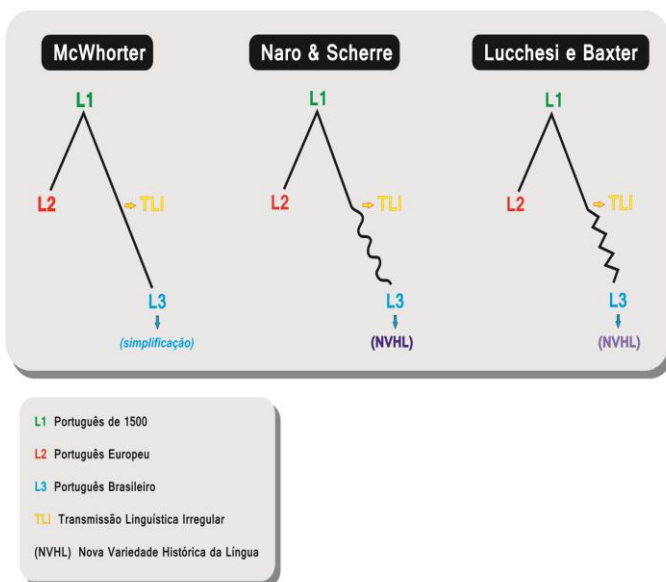 McWhorter Naro & Scherre Lucchesi e Baxter
L1 L1 L1
L2 TLI L2 TLI L2 TLI
L3 L3 L3
(simplificação) (NVHL) (NVHL)
L1 Português de 1500
L2 Português Europeu
L3 Português Brasileiro
TLI Transmissão Linguística Irregular
(NVHL) Nova Variedade Histórica da Língua